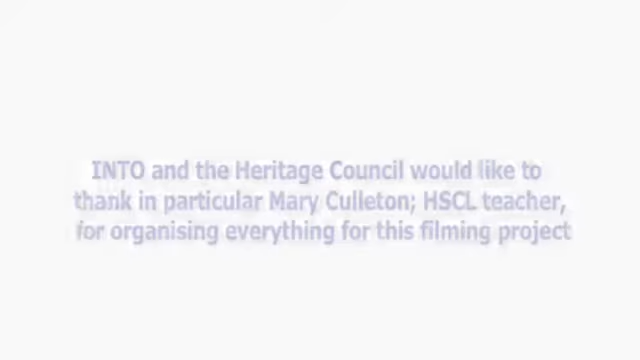 INTO and the Heritage Council would like to
thank in particular Mary Culleton; HSCL teacher,
for organising everything for this filming project